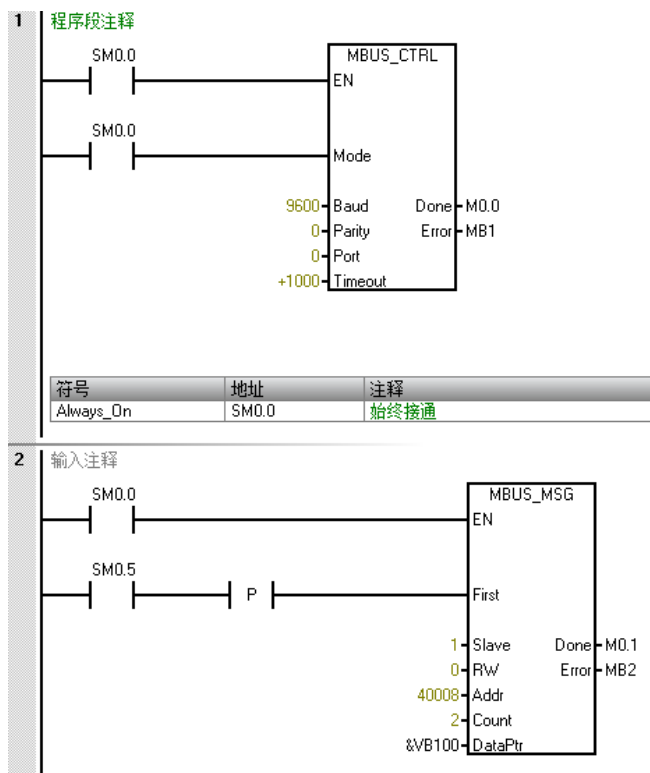 1 程序段注释
SM0.0 MBUS_CTRL
EN
SM0.0
Mode
9600 Baud Done M0.0
0 Parity Error MB1
0 Port
+1000 Timeout
符号 地址 注释
Always_On SM0.0 始终接通
2 输入注释
SM0.0 MBUS_MSG
EN
SM0.5
P First
1 Slave Done M0.1
0 RW Error MB2
40008 Addr
2 Count
&VB100 DataPtr